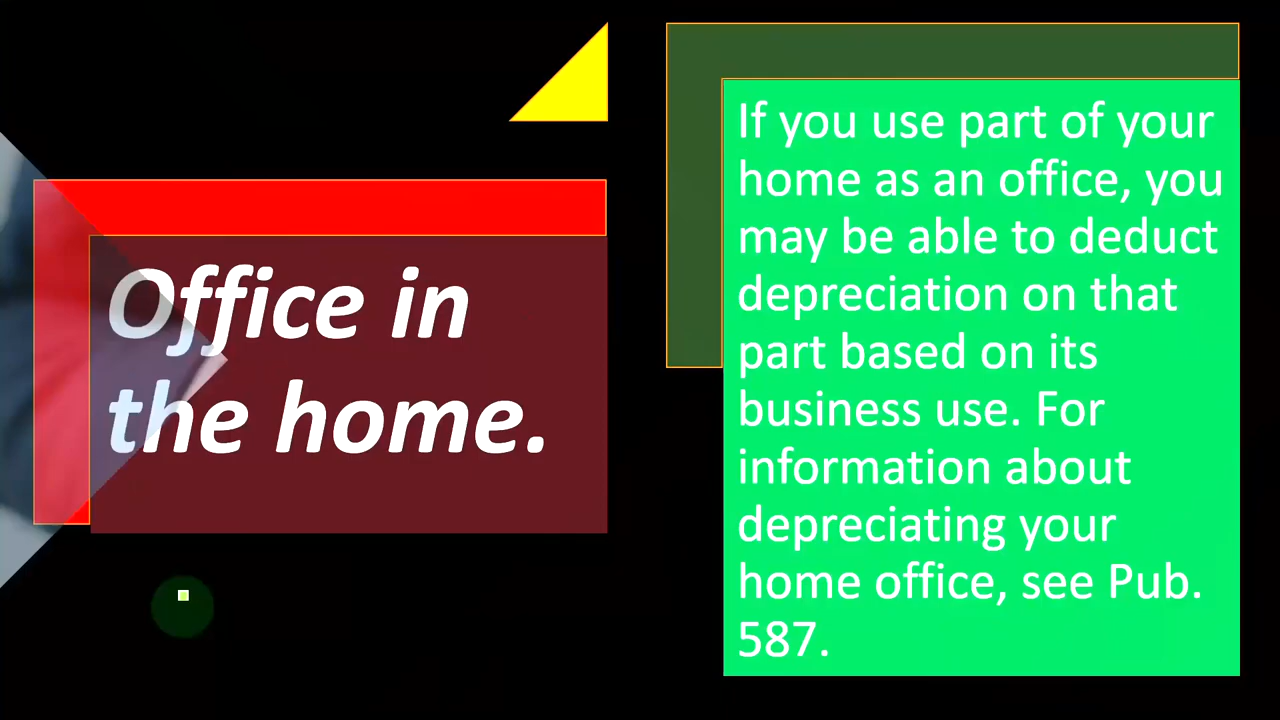 Office in
the home.
If you use part of your
home as an office, you
may be able to deduct
depreciation on that
part based on its
business use. For
information about
depreciating your
home office, see Pub.
587.